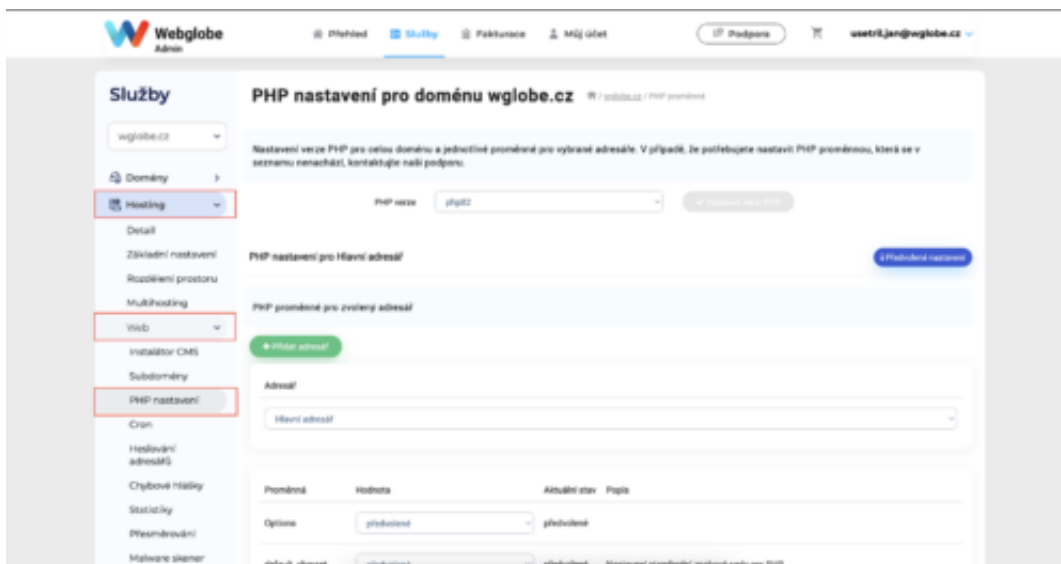 Webglobe
Admin
Přehled Služby Fakturace Můj účet Podpora usetril.jan@wglobe.cz
Služby
PHP nastavení pro doménu wglobe.cz / wglobe.cz / PHP proměnné
wglobe.cz
Nastavení verze PHP pro celou doménu a jednotlivé proměnné pro vybrané adresáře. V případě, že potřebujete nastavit PHP proměnnou, která se v
seznamu nenachází, kontaktujte naši podporu.
Domény
PHP verze
Hosting
Detail
Základní nastavení
PHP nastavení pro Hlavní adresář
Předvolené nastavení
Rozdělení prostoru
Multihosting
PHP proměnné pro zvolený adresář
Web
Přidat adresář
Instalátor CMS
Subdomény
Adresář
PHP nastavení
Hlavní adresář
Cron
Heslování
adresářů
Chybové hlášky
Proměnná Hodnota Aktuální stav Popis
Statistiky
Options předvolené předvolené
Přesměrování
Malware skener